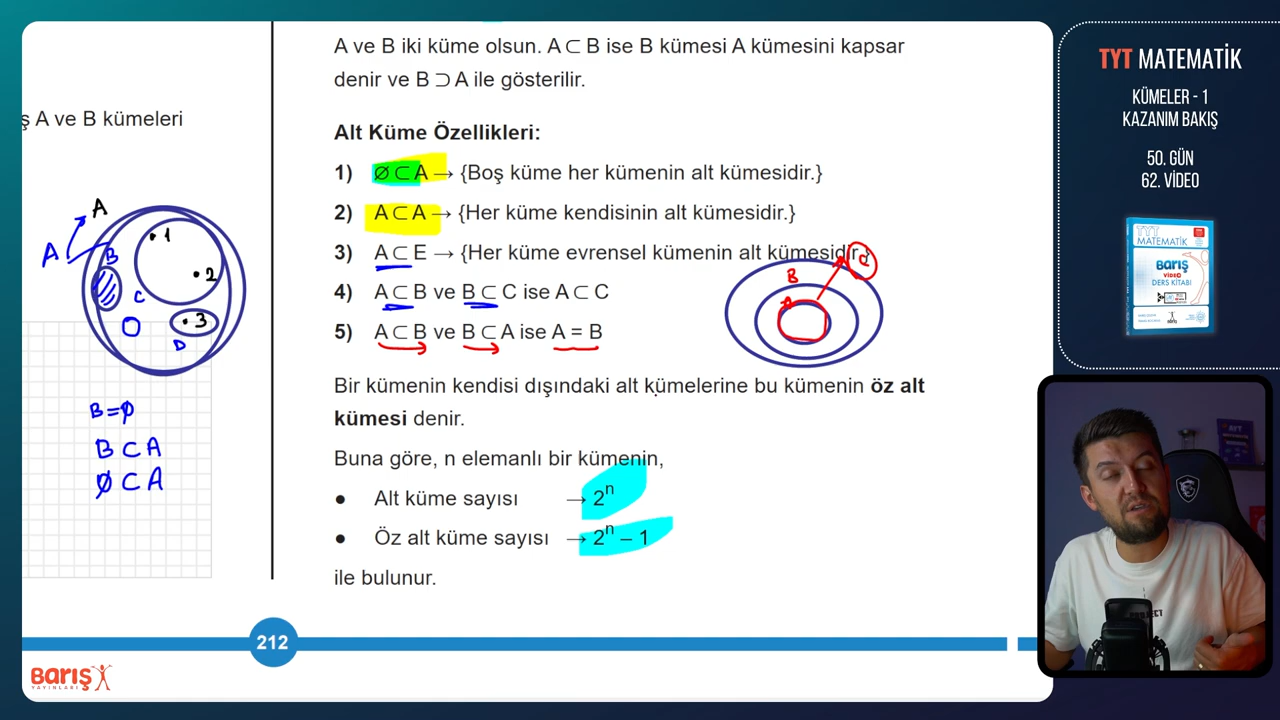 ş A ve B kümeleri
A
A
B
1
2
C
3
D
B=∅
B ⊂ A
∅ ⊂ A
A ve B iki küme olsun. A ⊂ B ise B kümesi A kümesini kapsar
denir ve B ⊃ A ile gösterilir.
Alt Küme Özellikleri:
1) ∅ ⊂ A → {Boş küme her kümenin alt kümesidir.}
2) A ⊂ A → {Her küme kendisinin alt kümesidir.}
3) A ⊂ E → {Her küme evrensel kümenin alt kümesidir.}
4) A ⊂ B ve B ⊂ C ise A ⊂ C
5) A ⊂ B ve B ⊂ A ise A = B
B
A
C
Bir kümenin kendisi dışındaki alt kümelerine bu kümenin öz alt
kümesi denir.
Buna göre, n elemanlı bir kümenin,
● Alt küme sayısı → 2ⁿ
● Öz alt küme sayısı → 2ⁿ – 1
ile bulunur.
212
BARIŞ
YAYINLARI
TYT MATEMATİK
KÜMELER - 1
KAZANIM BAKIŞ
50. GÜN
62. VİDEO
TYT
MATEMATİK
BARIŞ
VİDEO
DERS KİTABI